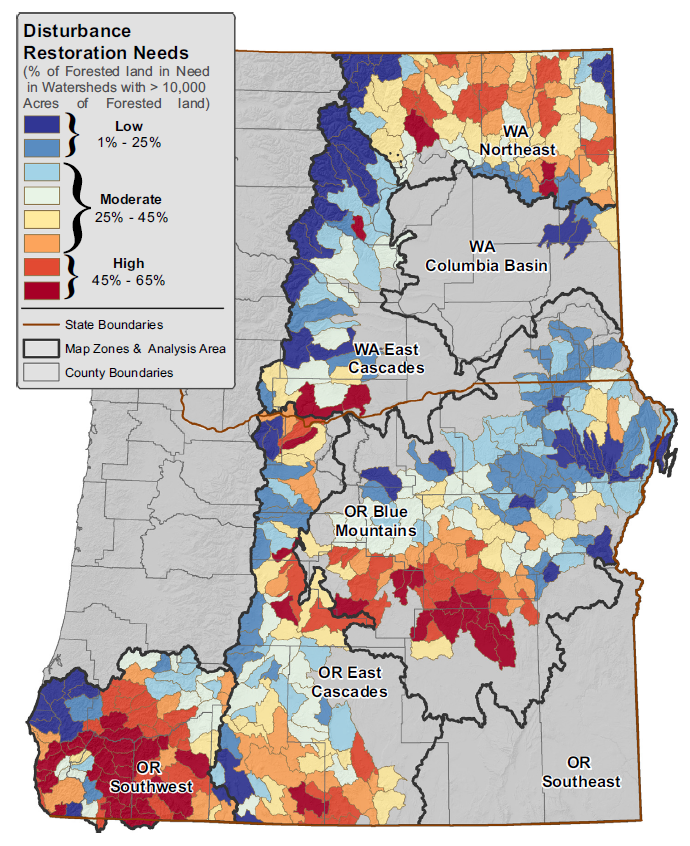 Disturbance
Restoration Needs
(% of Forested land in Need
in Watersheds with > 10,000
Acres of Forested land)
Low
1% - 25%
Moderate
25% - 45%
High
45% - 65%
State Boundaries
Map Zones & Analysis Area
County Boundaries
WA
Northeast
WA
Columbia Basin
WA East
Cascades
OR Blue
Mountains
OR East
Cascades
OR
Southwest
OR
Southeast